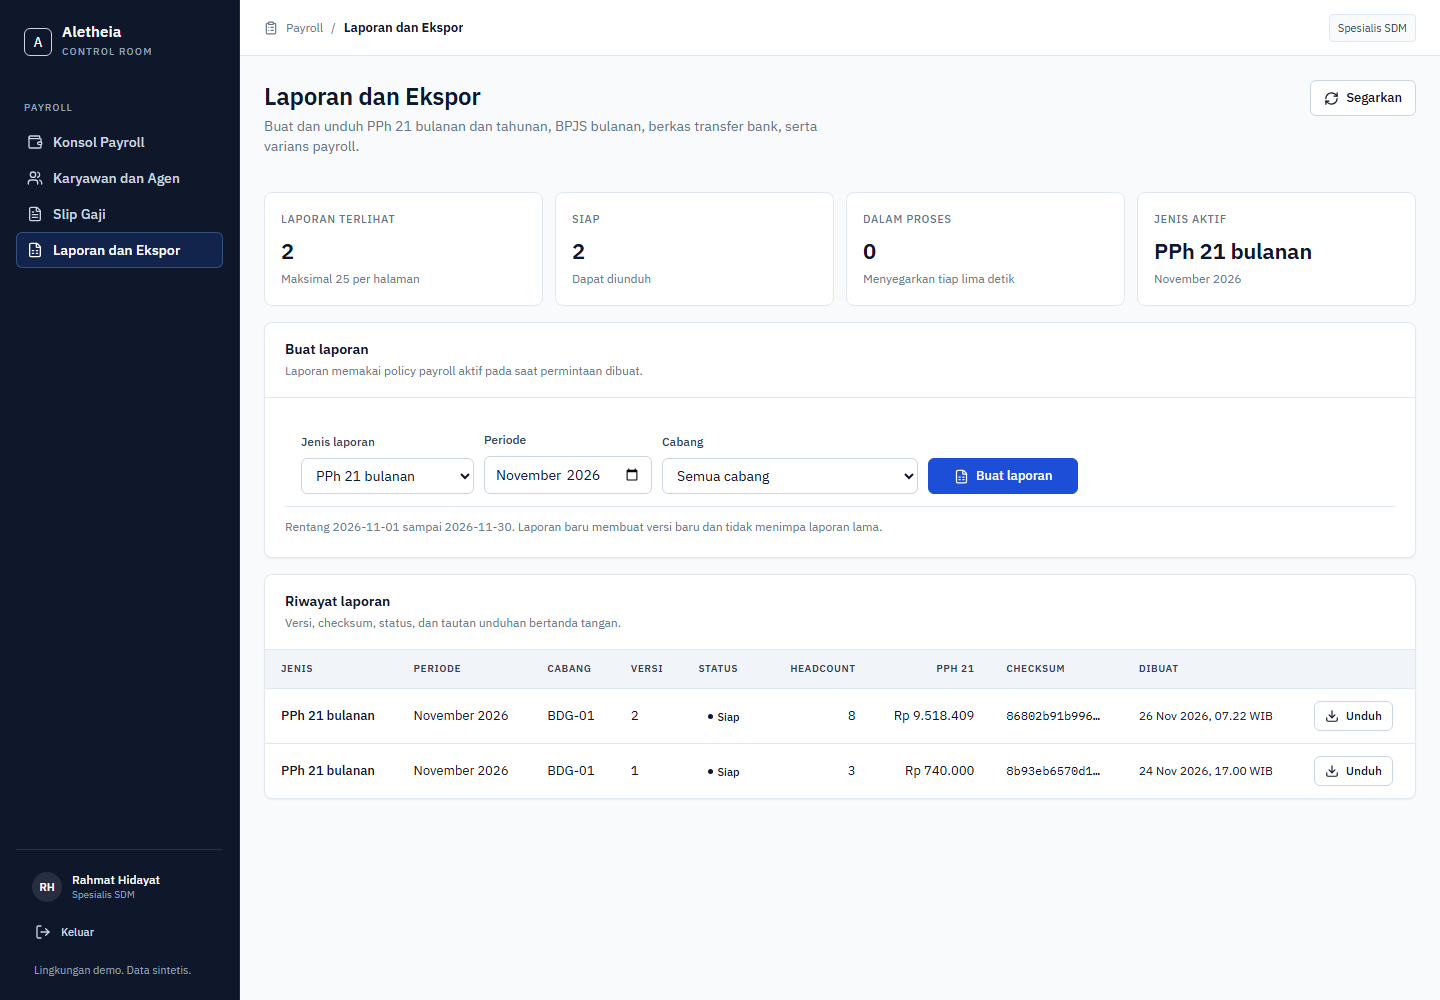 Aletheia
CONTROL ROOM
PAYROLL
Konsol Payroll
Karyawan dan Agen
Slip Gaji
Laporan dan Ekspor
RH
Rahmat Hidayat
Spesialis SDM
Keluar
Lingkungan demo. Data sintetis.
A
Payroll / Laporan dan Ekspor
Spesialis SDM
Laporan dan Ekspor
Segarkan
Buat dan unduh PPh 21 bulanan dan tahunan, BPJS bulanan, berkas transfer bank, serta
varians payroll.
LAPORAN TERLIHAT
2
Maksimal 25 per halaman
SIAP
2
Dapat diunduh
DALAM PROSES
0
Menyegarkan tiap lima detik
JENIS AKTIF
PPh 21 bulanan
November 2026
Buat laporan
Laporan memakai policy payroll aktif pada saat permintaan dibuat.
Jenis laporan
PPh 21 bulanan
Periode
November 2026
Cabang
Semua cabang
Buat laporan
Rentang 2026-11-01 sampai 2026-11-30. Laporan baru membuat versi baru dan tidak menimpa laporan lama.
Riwayat laporan
Versi, checksum, status, dan tautan unduhan bertanda tangan.
JENIS PERIODE CABANG VERSI STATUS HEADCOUNT PPH 21 CHECKSUM DIBUAT
PPh 21 bulanan November 2026 BDG-01 2 Siap 8 Rp 9.518.409 86802b91b996… 26 Nov 2026, 07.22 WIB Unduh
PPh 21 bulanan November 2026 BDG-01 1 Siap 3 Rp 740.000 8b93eb6570d1… 24 Nov 2026, 17.00 WIB Unduh